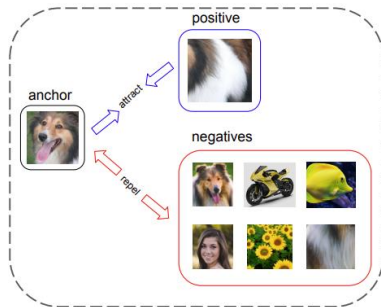 positive
anchor
attract
negatives
repel